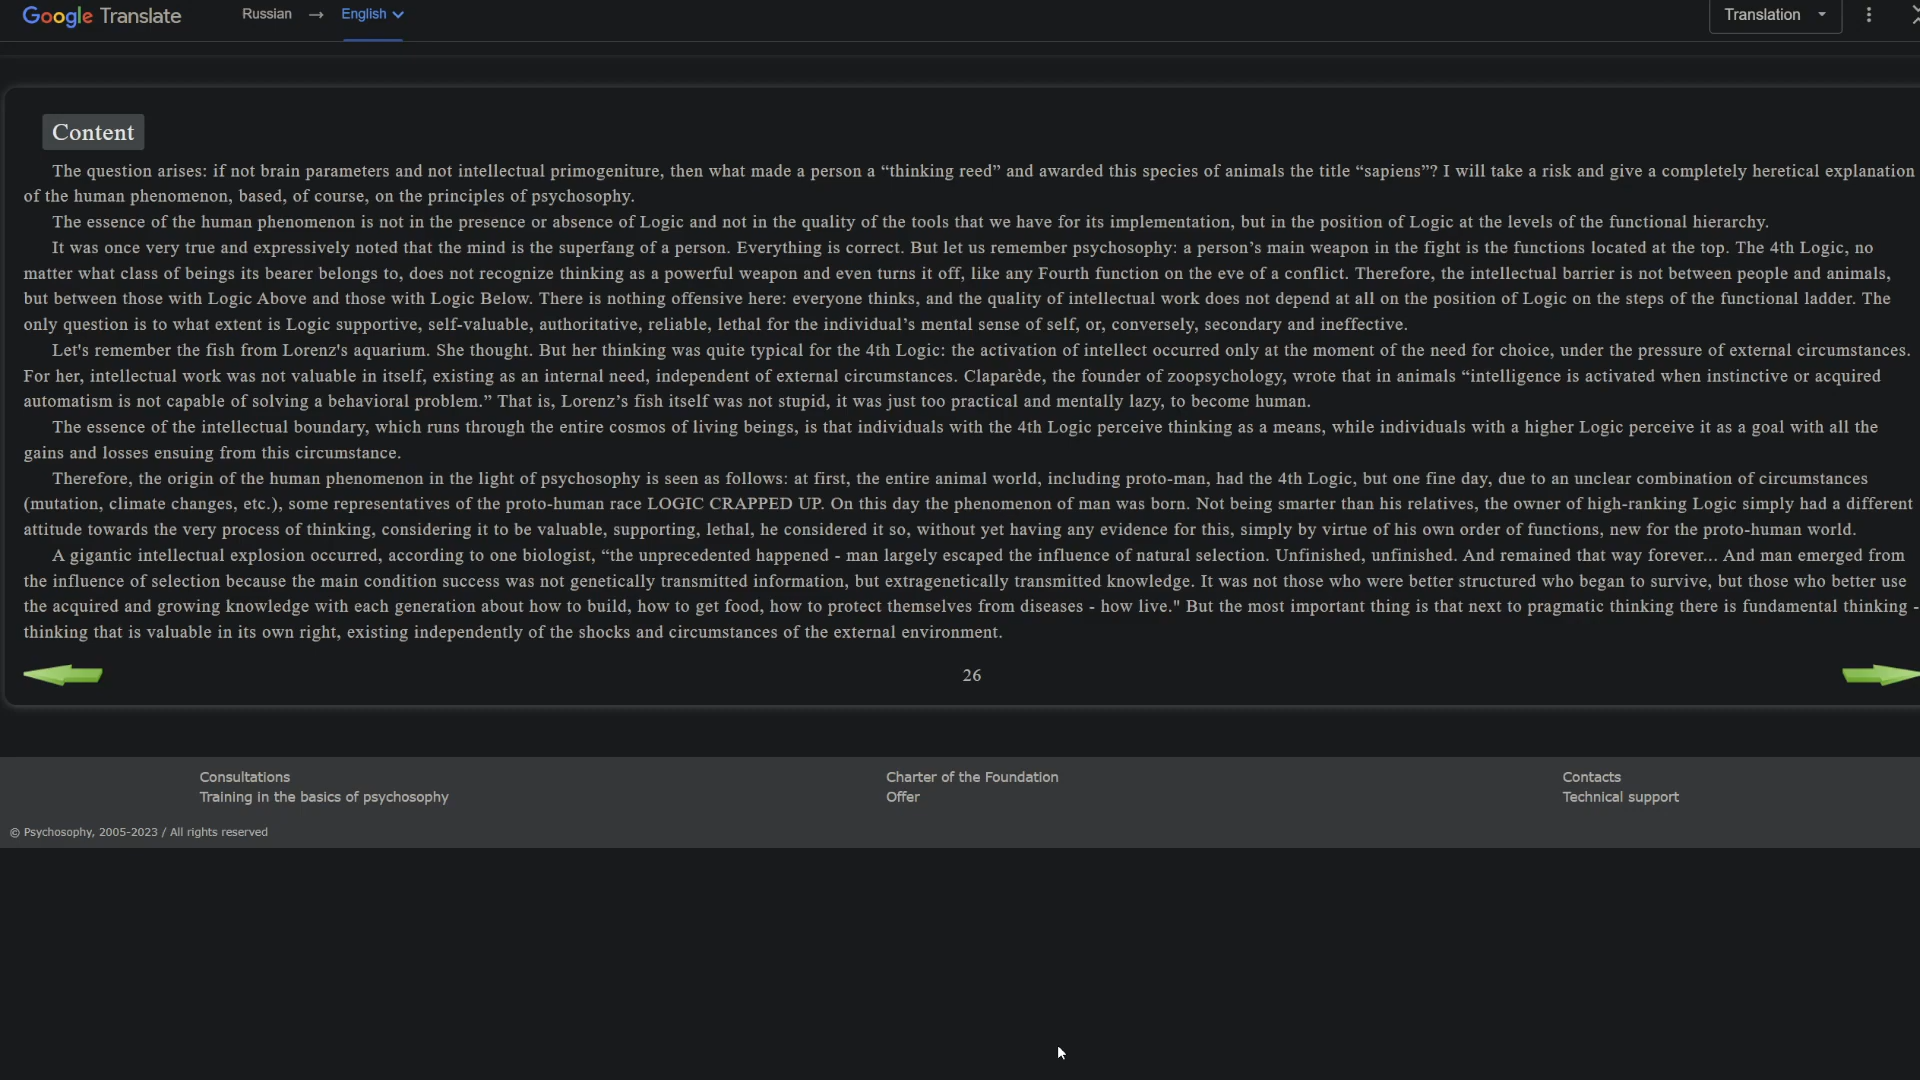 Google Translate Russian → English Translation
Content
The question arises: if not brain parameters and not intellectual primogeniture, then what made a person a “thinking reed” and awarded this species of animals the title “sapiens”? I will take a risk and give a completely heretical explanation
of the human phenomenon, based, of course, on the principles of psychosophy.
The essence of the human phenomenon is not in the presence or absence of Logic and not in the quality of the tools that we have for its implementation, but in the position of Logic at the levels of the functional hierarchy.
It was once very true and expressively noted that the mind is the superfang of a person. Everything is correct. But let us remember psychosophy: a person’s main weapon in the fight is the functions located at the top. The 4th Logic, no
matter what class of beings its bearer belongs to, does not recognize thinking as a powerful weapon and even turns it off, like any Fourth function on the eve of a conflict. Therefore, the intellectual barrier is not between people and animals,
but between those with Logic Above and those with Logic Below. There is nothing offensive here: everyone thinks, and the quality of intellectual work does not depend at all on the position of Logic on the steps of the functional ladder. The
only question is to what extent is Logic supportive, self-valuable, authoritative, reliable, lethal for the individual’s mental sense of self, or, conversely, secondary and ineffective.
Let's remember the fish from Lorenz's aquarium. She thought. But her thinking was quite typical for the 4th Logic: the activation of intellect occurred only at the moment of the need for choice, under the pressure of external circumstances.
For her, intellectual work was not valuable in itself, existing as an internal need, independent of external circumstances. Claparède, the founder of zoopsychology, wrote that in animals “intelligence is activated when instinctive or acquired
automatism is not capable of solving a behavioral problem.” That is, Lorenz’s fish itself was not stupid, it was just too practical and mentally lazy, to become human.
The essence of the intellectual boundary, which runs through the entire cosmos of living beings, is that individuals with the 4th Logic perceive thinking as a means, while individuals with a higher Logic perceive it as a goal with all the
gains and losses ensuing from this circumstance.
Therefore, the origin of the human phenomenon in the light of psychosophy is seen as follows: at first, the entire animal world, including proto-man, had the 4th Logic, but one fine day, due to an unclear combination of circumstances
(mutation, climate changes, etc.), some representatives of the proto-human race LOGIC CRAPPED UP. On this day the phenomenon of man was born. Not being smarter than his relatives, the owner of high-ranking Logic simply had a different
attitude towards the very process of thinking, considering it to be valuable, supporting, lethal, he considered it so, without yet having any evidence for this, simply by virtue of his own order of functions, new for the proto-human world.
A gigantic intellectual explosion occurred, according to one biologist, “the unprecedented happened - man largely escaped the influence of natural selection. Unfinished, unfinished. And remained that way forever... And man emerged from
the influence of selection because the main condition success was not genetically transmitted information, but extragenetically transmitted knowledge. It was not those who were better structured who began to survive, but those who better use
the acquired and growing knowledge with each generation about how to build, how to get food, how to protect themselves from diseases - how live." But the most important thing is that next to pragmatic thinking there is fundamental thinking -
thinking that is valuable in its own right, existing independently of the shocks and circumstances of the external environment.
26
Consultations Charter of the Foundation Contacts
Training in the basics of psychosophy Offer Technical support
© Psychosophy, 2005-2023 / All rights reserved